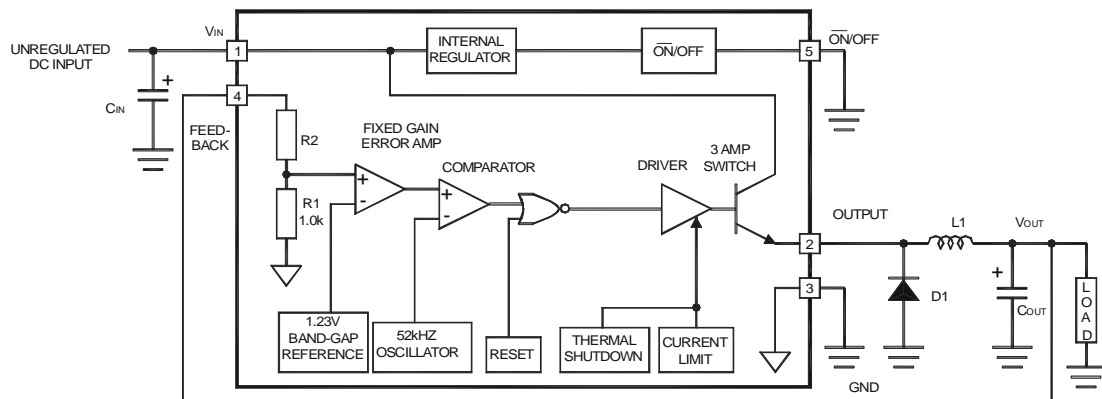 VIN
1
UNREGULATED
DC INPUT
CIN
+
4
FEED-
BACK
R2
R1
1.0k
INTERNAL
REGULATOR
ON/OFF
5
ON/OFF
FIXED GAIN
ERROR AMP
+
-
COMPARATOR
+
-
DRIVER
3 AMP
SWITCH
OUTPUT
2
3
L1
VOUT
D1
+
COUT
LOAD
1.23V
BAND-GAP
REFERENCE
52kHZ
OSCILLATOR
RESET
THERMAL
SHUTDOWN
CURRENT
LIMIT
GND